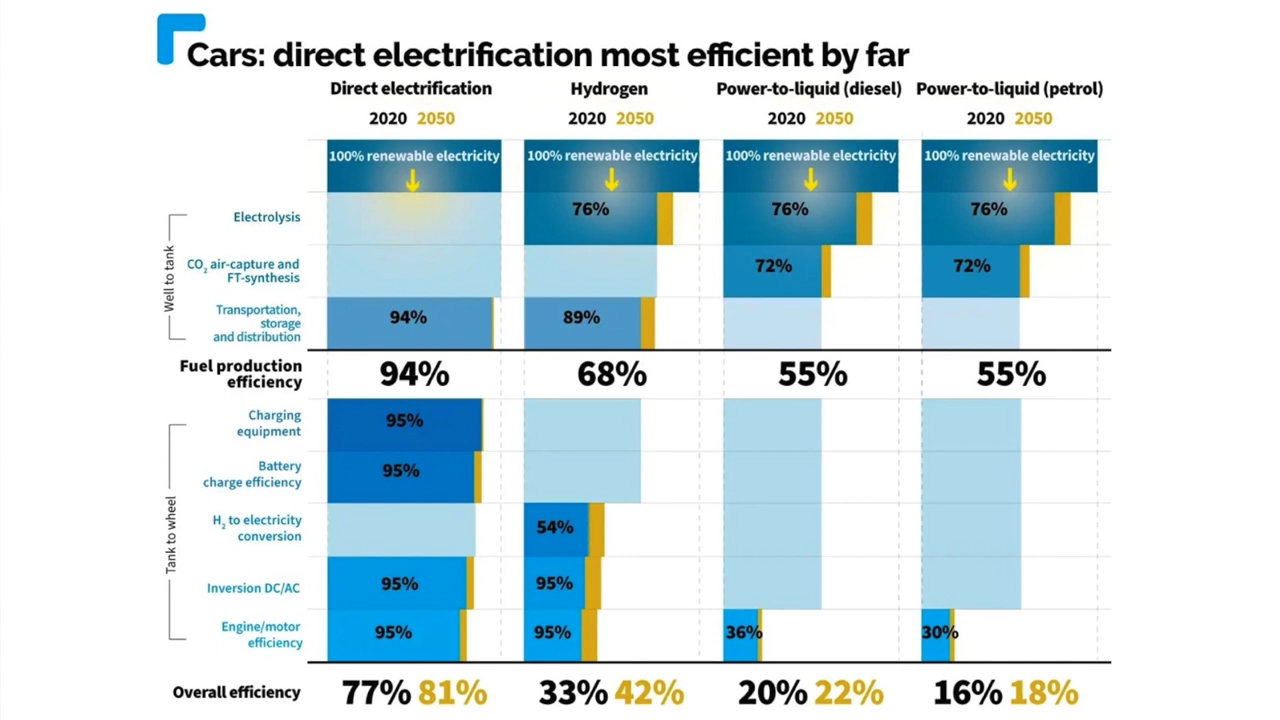 Cars: direct electrification most efficient by far
Direct electrification
Hydrogen
Power-to-liquid (diesel)
Power-to-liquid (petrol)
2020 2050
2020 2050
2020 2050
2020 2050
100% renewable electricity
100% renewable electricity
100% renewable electricity
100% renewable electricity
Well to tank
Electrolysis
76%
76%
76%
CO₂ air-capture and
FT-synthesis
72%
72%
Transportation,
storage
and distribution
94%
89%
Fuel production
efficiency
94%
68%
55%
55%
Tank to wheel
Charging
equipment
95%
Battery
charge efficiency
95%
H₂ to electricity
conversion
54%
Inversion DC/AC
95%
95%
Engine/motor
efficiency
95%
95%
36%
30%
Overall efficiency
77% 81%
33% 42%
20% 22%
16% 18%